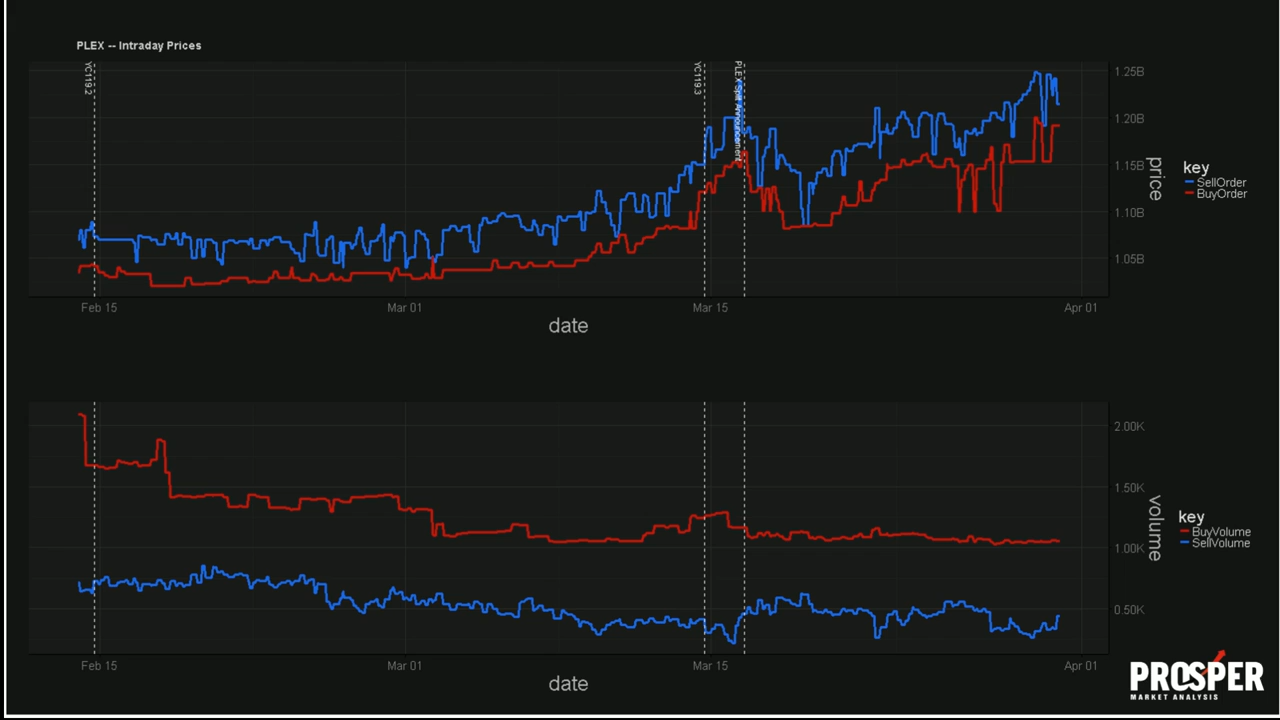 PLEX -- Intraday Prices
YC119.2
YC119.3
PLEX Split Announcement
1.25B
1.20B
1.15B
1.10B
1.05B
price
key
SellOrder
BuyOrder
Feb 15
Mar 01
Mar 15
Apr 01
date
2.00K
1.50K
1.00K
0.50K
volume
key
BuyVolume
SellVolume
Feb 15
Mar 01
Mar 15
Apr 01
date
PROSPER
MARKET ANALYSIS